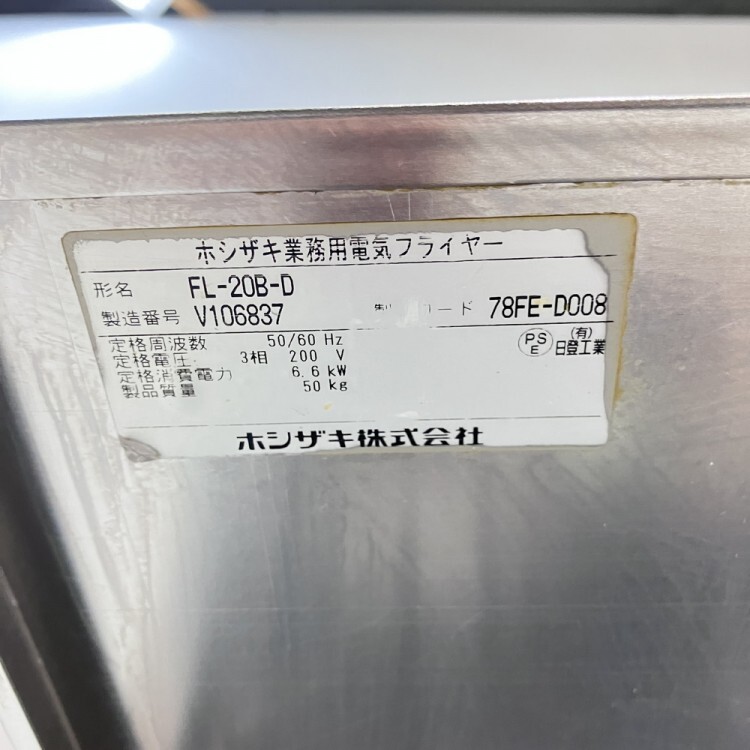 ホシザキ業務用電気フライヤー
形名 FL-20B-D
製造番号 V106837 コード 78FE-D008
定格周波数 50/60 Hz
定格電圧 3相 200 V
定格消費電力 6.6 kW
製品質量 50 kg
PS E (有) 日登工業
ホシザキ株式会社